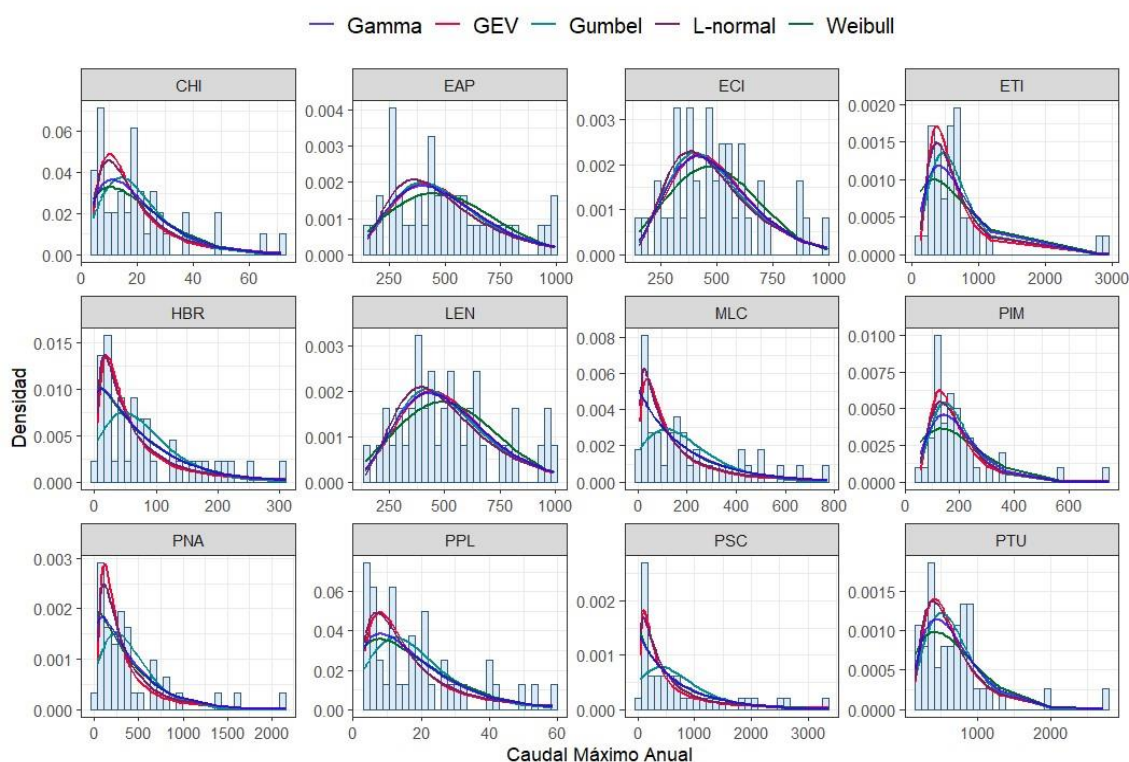 Gamma GEV Gumbel L-normal Weibull
CHI EAP ECI ETI
0.06 0.04 0.02 0.00
0 20 40 60
0.004 0.003 0.002 0.001 0.000
250 500 750 1000
0.003 0.002 0.001 0.000
250 500 750 1000
0.0020 0.0015 0.0010 0.0005 0.0000
0 1000 2000 3000
HBR LEN MLC PIM
0.015 0.010 0.005 0.000
0 100 200 300
0.003 0.002 0.001 0.000
250 500 750 1000
0.008 0.006 0.004 0.002 0.000
0 200 400 600 800
0.0100 0.0075 0.0050 0.0025 0.0000
0 200 400 600
PNA PPL PSC PTU
0.003 0.002 0.001 0.000
0 500 1000 1500 2000
0.06 0.04 0.02 0.00
0 20 40 60
0.002 0.001 0.000
0 1000 2000 3000
0.0015 0.0010 0.0005 0.0000
1000 2000
Densidad
Caudal Máximo Anual